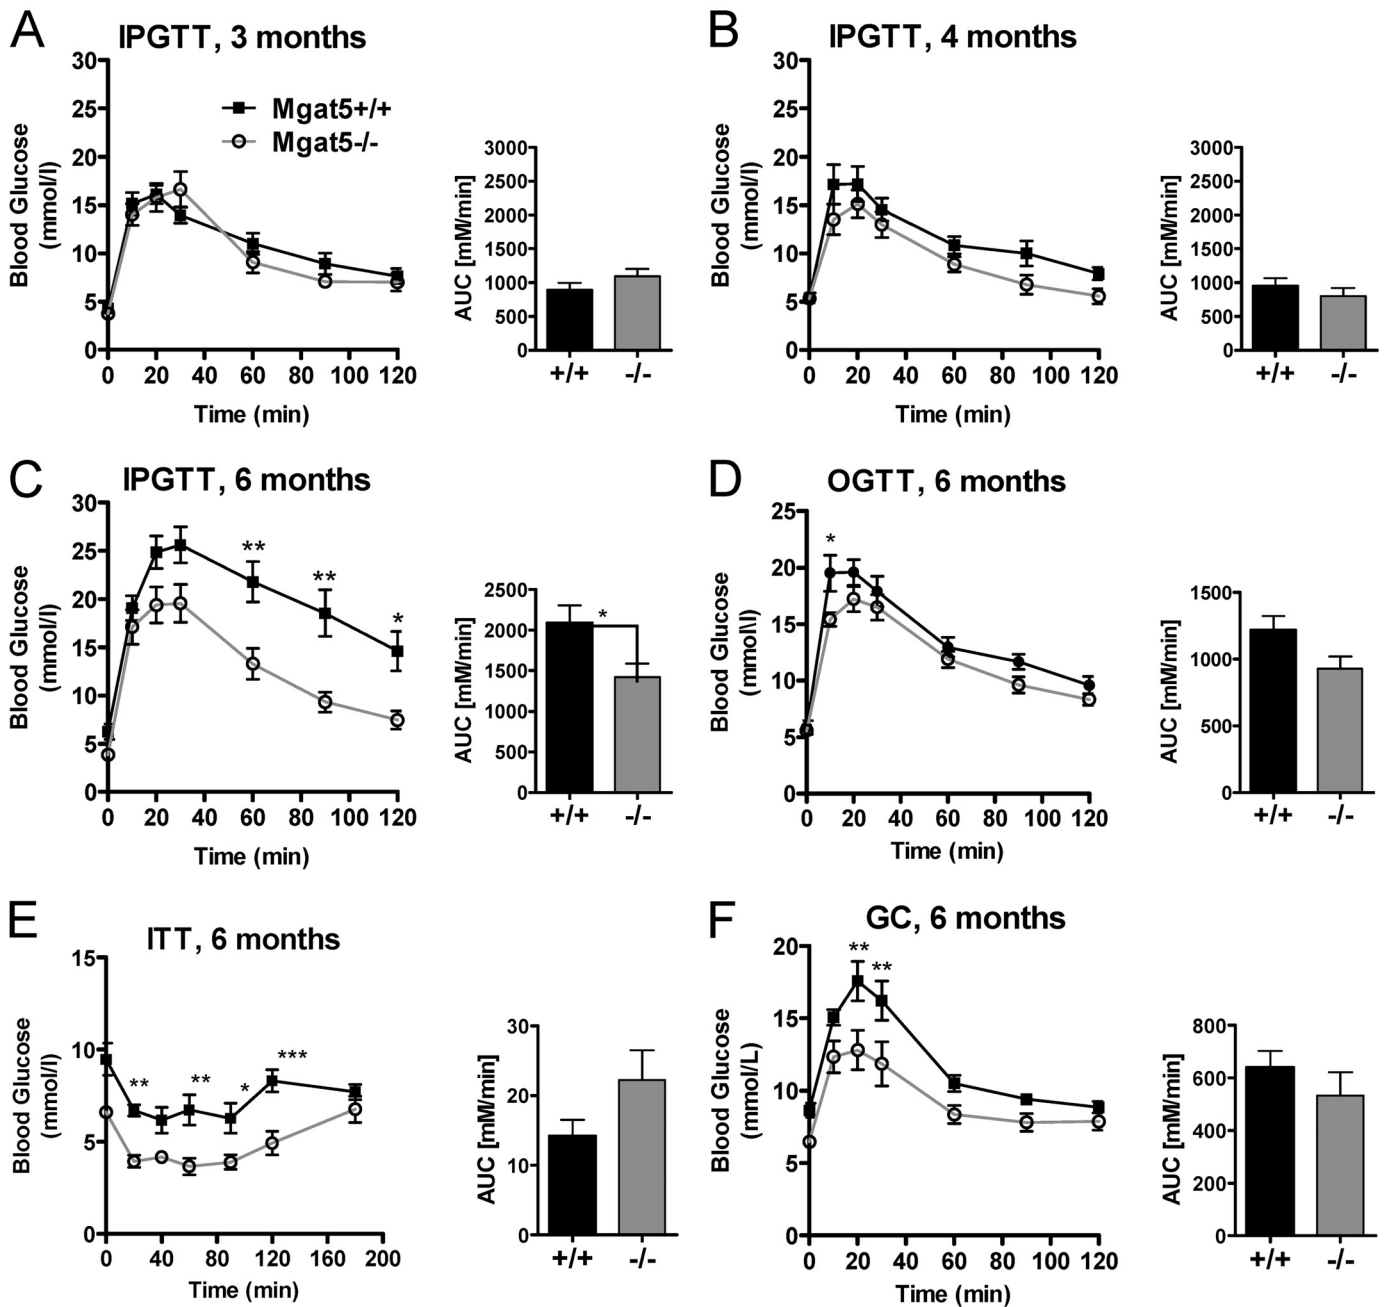 A
IPGTT, 3 months
30
25
20
15
10
5
0
Blood Glucose
(mmol/l)
Mgat5+/+
Mgat5-/-
0 20 40 60 80 100 120
Time (min)
3000
2500
2000
1500
1000
500
0
AUC [mM/min]
+/+ -/-
B
IPGTT, 4 months
30
25
20
15
10
5
0
Blood Glucose
(mmol/l)
0 20 40 60 80 100 120
Time (min)
3000
2500
2000
1500
1000
500
0
AUC [mM/min]
+/+ -/-
C
IPGTT, 6 months
30
25
20
15
10
5
0
Blood Glucose
(mmol/l)
** ** *
0 20 40 60 80 100 120
Time (min)
2500
2000
1500
1000
500
0
AUC [mM/min]
*
+/+ -/-
D
OGTT, 6 months
25
20
15
10
5
0
Blood Glucose
(mmol\l)
*
0 20 40 60 80 100 120
Time (min)
1500
1000
500
0
AUC [mM/min]
+/+ -/-
E
ITT, 6 months
15
10
5
0
Blood Glucose
(mmol/l)
** ** * ***
0 40 80 120 160 200
Time (min)
30
20
10
0
AUC [mM/min]
+/+ -/-
F
GC, 6 months
20
15
10
5
0
Blood Glucose
(mmol/L)
** **
0 20 40 60 80 100 120
Time (min)
800
600
400
200
0
AUC [mM/min]
+/+ -/-